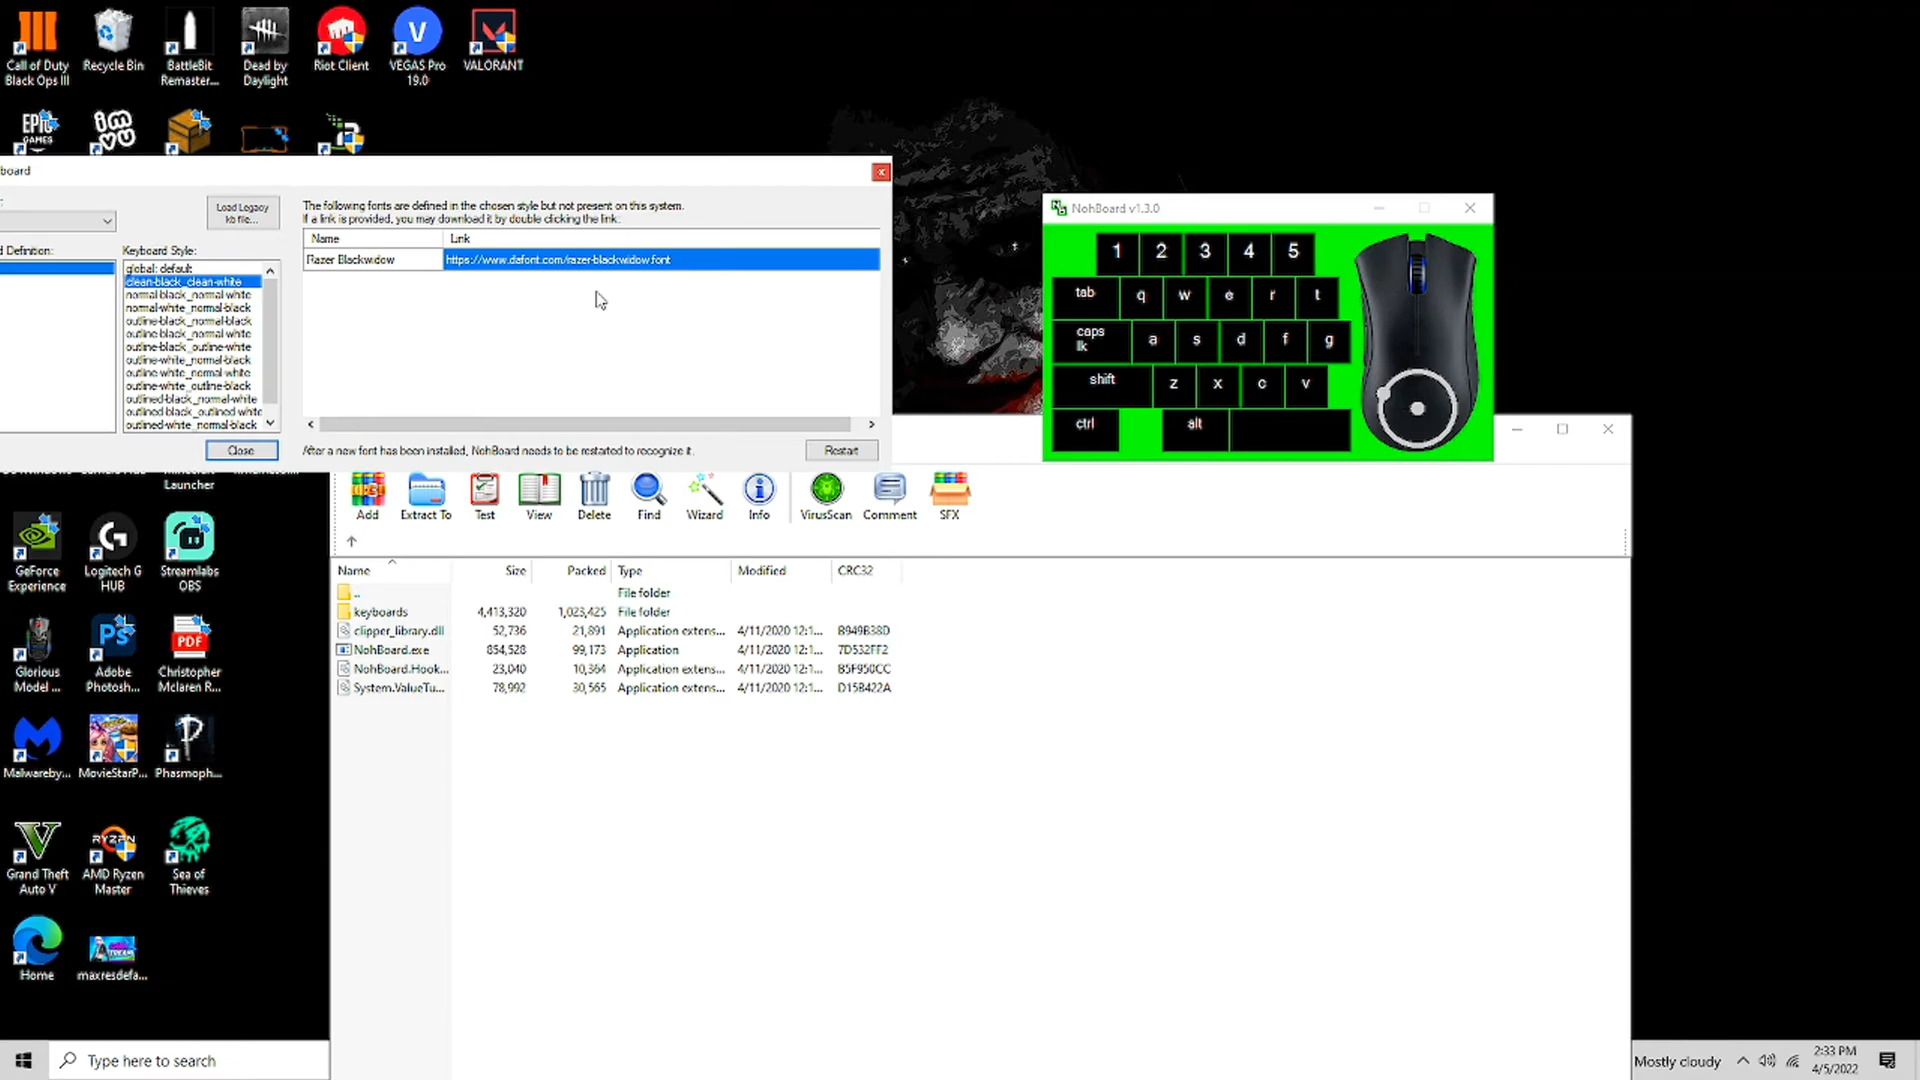 Call of Duty
Black Ops III
Recycle Bin
BattleBit
Remaster...
Dead by
Daylight
Riot Client
VEGAS Pro
19.0
VALORANT
EPIC
GAMES
board
Load Legacy
kb file...
The following fonts are defined in the chosen style but not present on this system.
If a link is provided, you may download it by double clicking the link:
Name Link
Razer Blackwidow https://www.dafont.com/razer-blackwidow.font
d Definition:
Keyboard Style:
global: default
clean-black_clean-white
normal-black_normal-white
normal-white_normal-black
outline-black_normal-black
outline-black_normal-white
outline-black_outline-white
outline-white_normal-black
outline-white_normal-white
outline-white_outline-black
outlined-black_normal-white
outlined-black_outlined-white
outlined-white_normal-black
Close
After a new font has been installed, NohBoard needs to be restarted to recognize it.
Restart
NohBoard v1.3.0
1 2 3 4 5
tab q w e r t
caps
lk
a s d f g
shift z x c v
ctrl alt
Launcher
Add Extract To Test View Delete Find Wizard Info VirusScan Comment SFX
Name Size Packed Type Modified CRC32
.. File folder
keyboards 4,413,320 1,023,425 File folder
clipper_library.dll 52,736 21,891 Application extens... 4/11/2020 12:1... B949B38D
NohBoard.exe 854,528 99,173 Application 4/11/2020 12:1... 7D532FF2
NohBoard.Hook... 23,040 10,364 Application extens... 4/11/2020 12:1... B5F950CC
System.ValueTu... 78,992 30,565 Application extens... 4/11/2020 12:1... D15B422A
GeForce
Experience
Logitech G
HUB
Streamlabs
OBS
Glorious
Model ...
Ps
Adobe
Photosh...
PDF
Christopher
Mclaren R...
Malwareby...
MovieStarP...
Phasmoph...
Grand Theft
Auto V
RYZEN
AMD Ryzen
Master
Sea of
Thieves
Home
maxresdefa...
Type here to search
Mostly cloudy
2:33 PM
4/5/2022